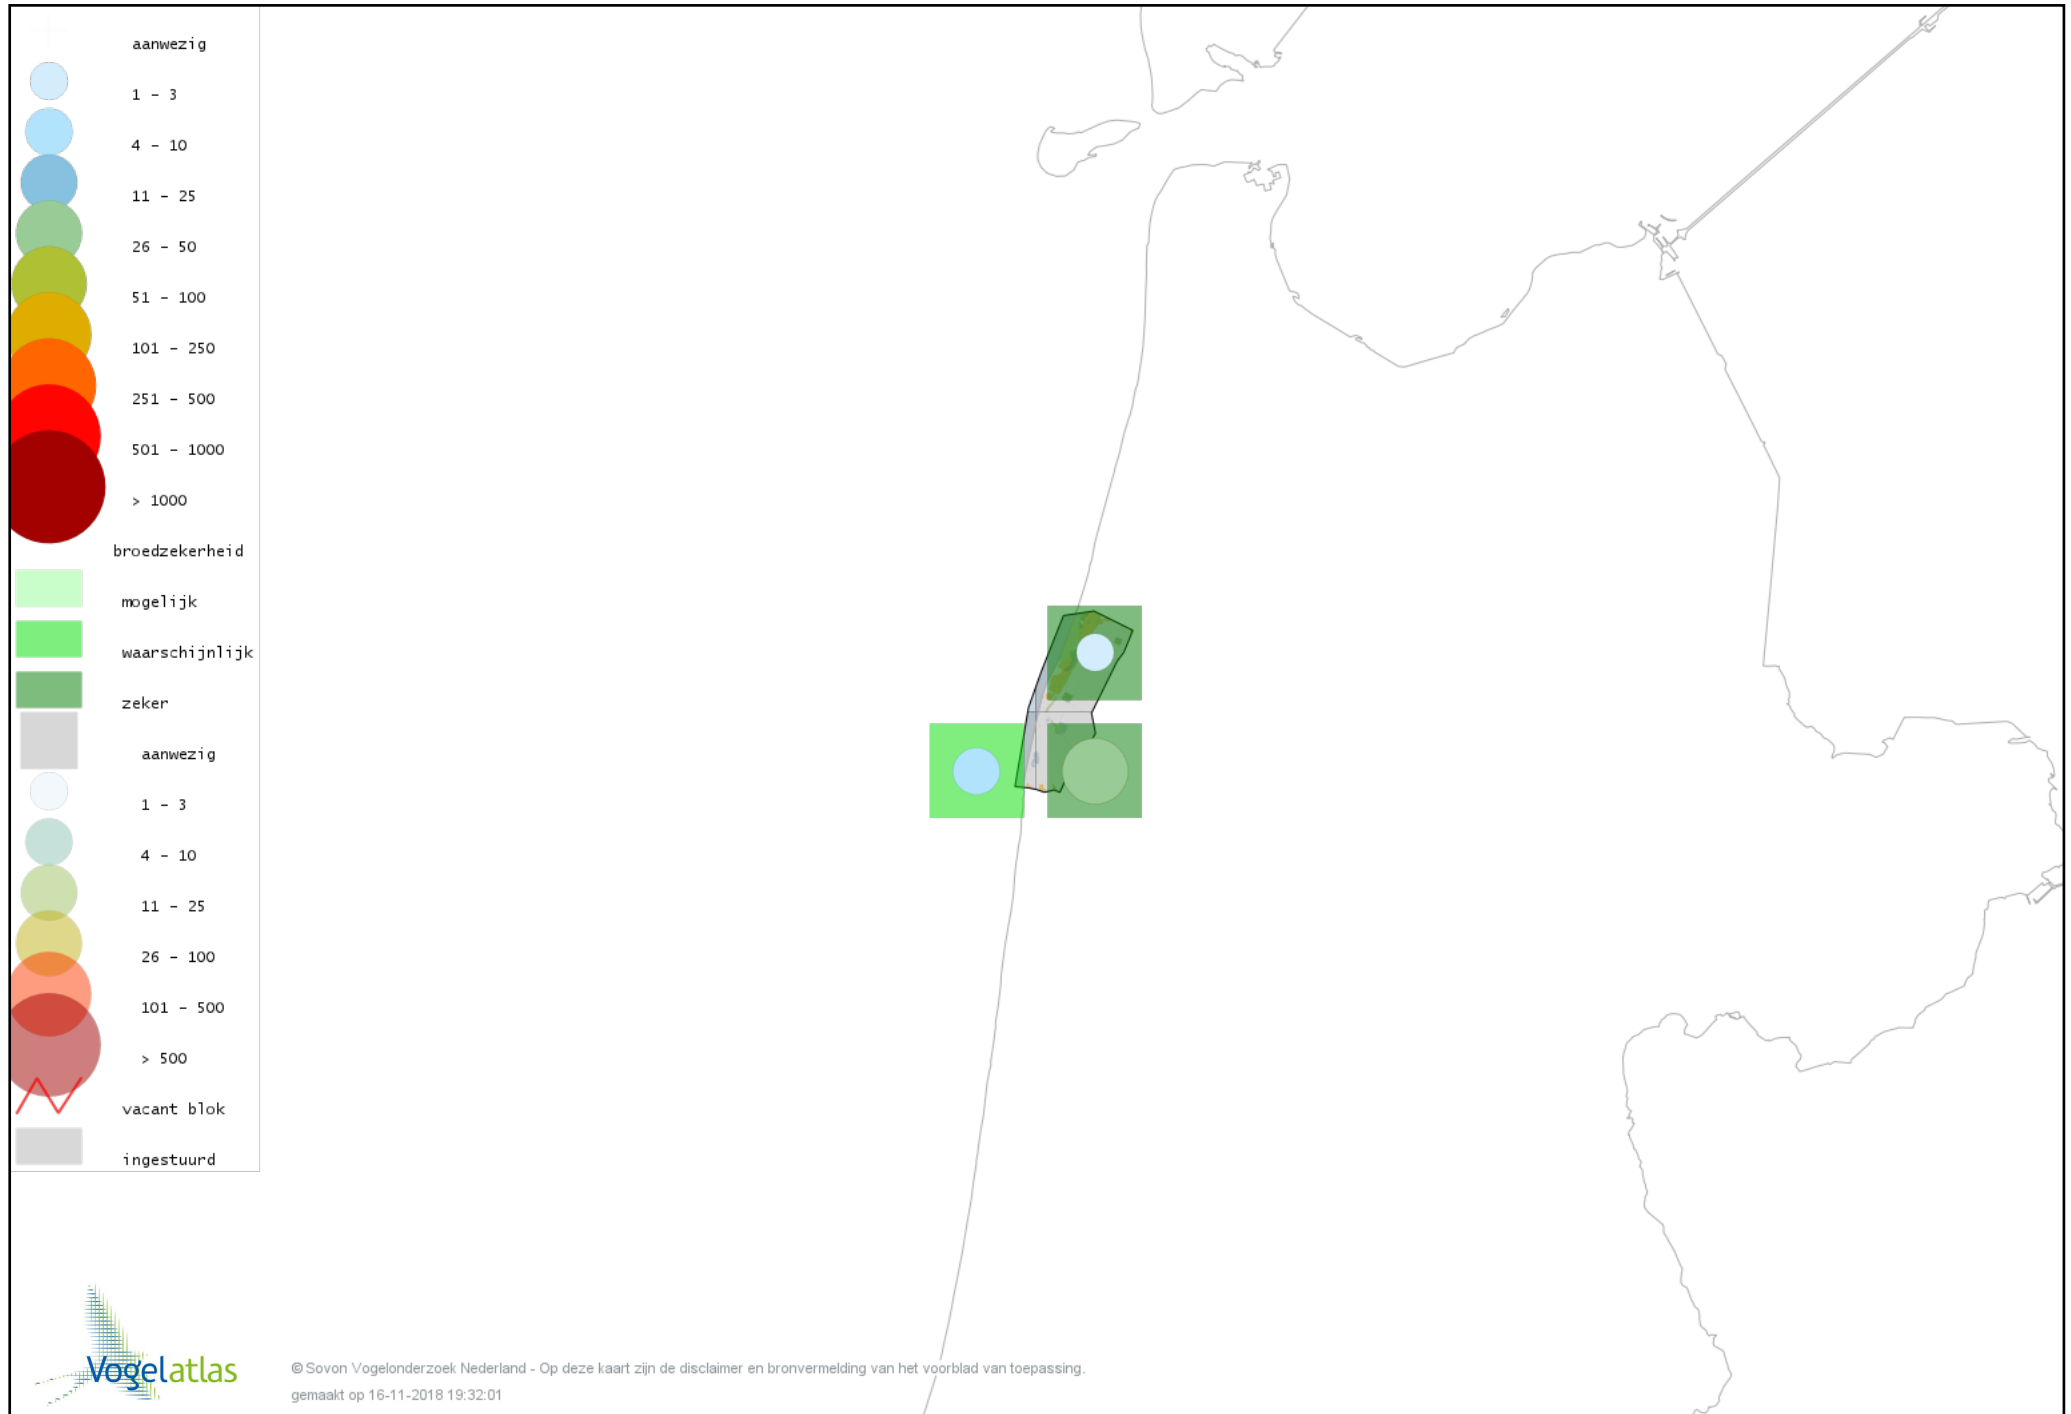 aanwezig
1 - 3
4 - 10
11 - 25
26 - 50
51 - 100
101 - 250
251 - 500
501 - 1000
> 1000
broedzekerheid
mogelijk
waarschijnlijk
zeker
aanwezig
1 - 3
4 - 10
11 - 25
26 - 100
101 - 500
> 500
vacant blok
ingestuurd
Vogelatlas
© Sovon Vogelonderzoek Nederland - Op deze kaart zijn de disclaimer en bronvermelding van het voorblad van toepassing.
gemaakt op 16-11-2018 19:32:01